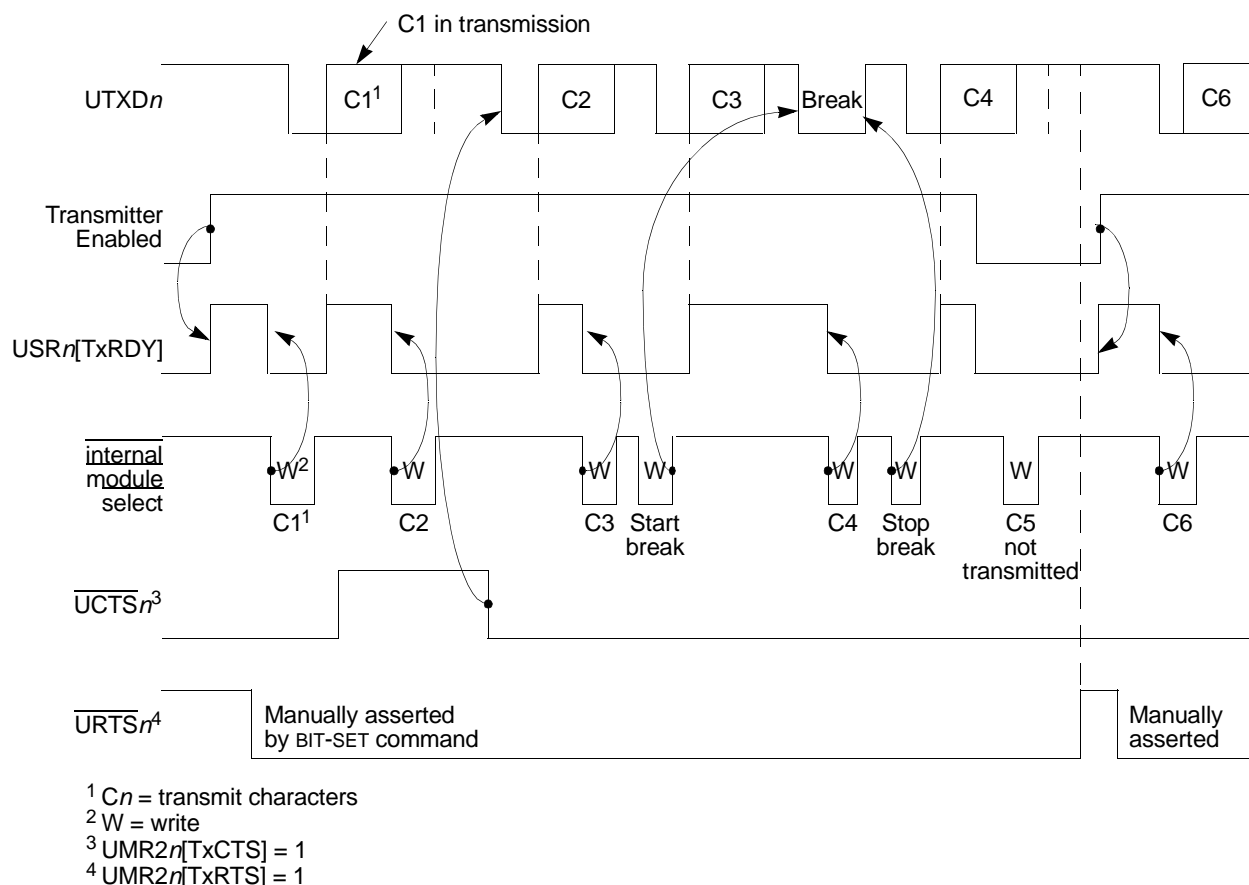 C1 in transmission
UTXDn
C1¹
C2
C3
Break
C4
C6
Transmitter
Enabled
USRn[TxRDY]
internal
module
select
W²
W
W
W
W
W
W
W
C1¹
C2
C3
Start
break
C4
Stop
break
C5
not
transmitted
C6
UCTSn³
URTSn⁴
Manually asserted
by BIT-SET command
Manually
asserted
¹ Cn = transmit characters
² W = write
³ UMR2n[TxCTS] = 1
⁴ UMR2n[TxRTS] = 1